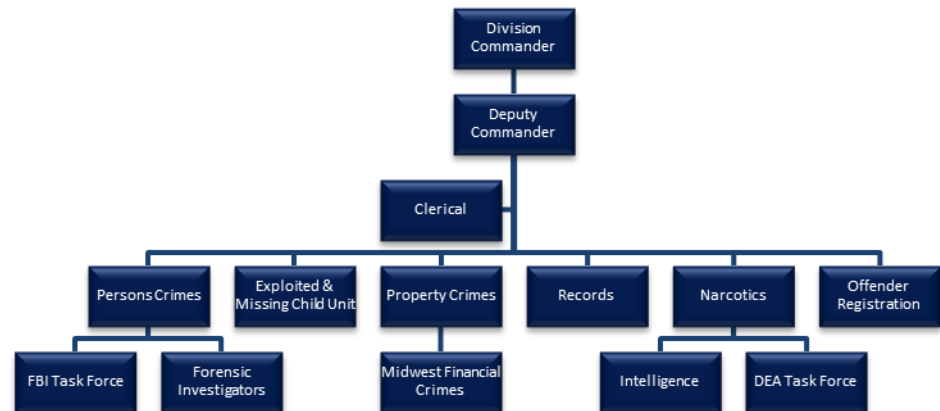 Division
Commander
Deputy
Commander
Clerical
Persons Crimes
Exploited &
Missing Child Unit
Property Crimes
Records
Narcotics
Offender
Registration
FBI Task Force
Forensic
Investigators
Midwest Financial
Crimes
Intelligence
DEA Task Force